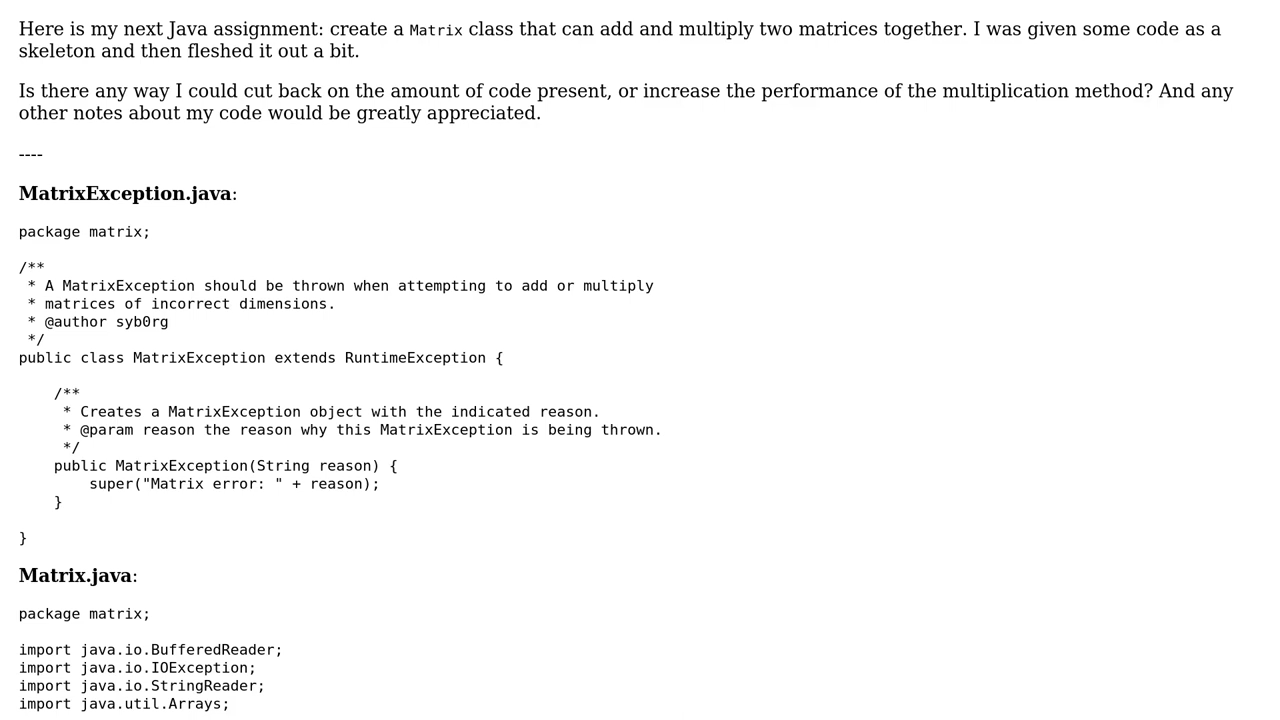 Here is my next Java assignment: create a Matrix class that can add and multiply two matrices together. I was given some code as a
skeleton and then fleshed it out a bit.
Is there any way I could cut back on the amount of code present, or increase the performance of the multiplication method? And any
other notes about my code would be greatly appreciated.
----
MatrixException.java:
package matrix;
/**
 * A MatrixException should be thrown when attempting to add or multiply
 * matrices of incorrect dimensions.
 * @author syb0rg
 */
public class MatrixException extends RuntimeException {
    /**
     * Creates a MatrixException object with the indicated reason.
     * @param reason the reason why this MatrixException is being thrown.
     */
    public MatrixException(String reason) {
        super("Matrix error: " + reason);
    }
}
Matrix.java:
package matrix;
import java.io.BufferedReader;
import java.io.IOException;
import java.io.StringReader;
import java.util.Arrays;